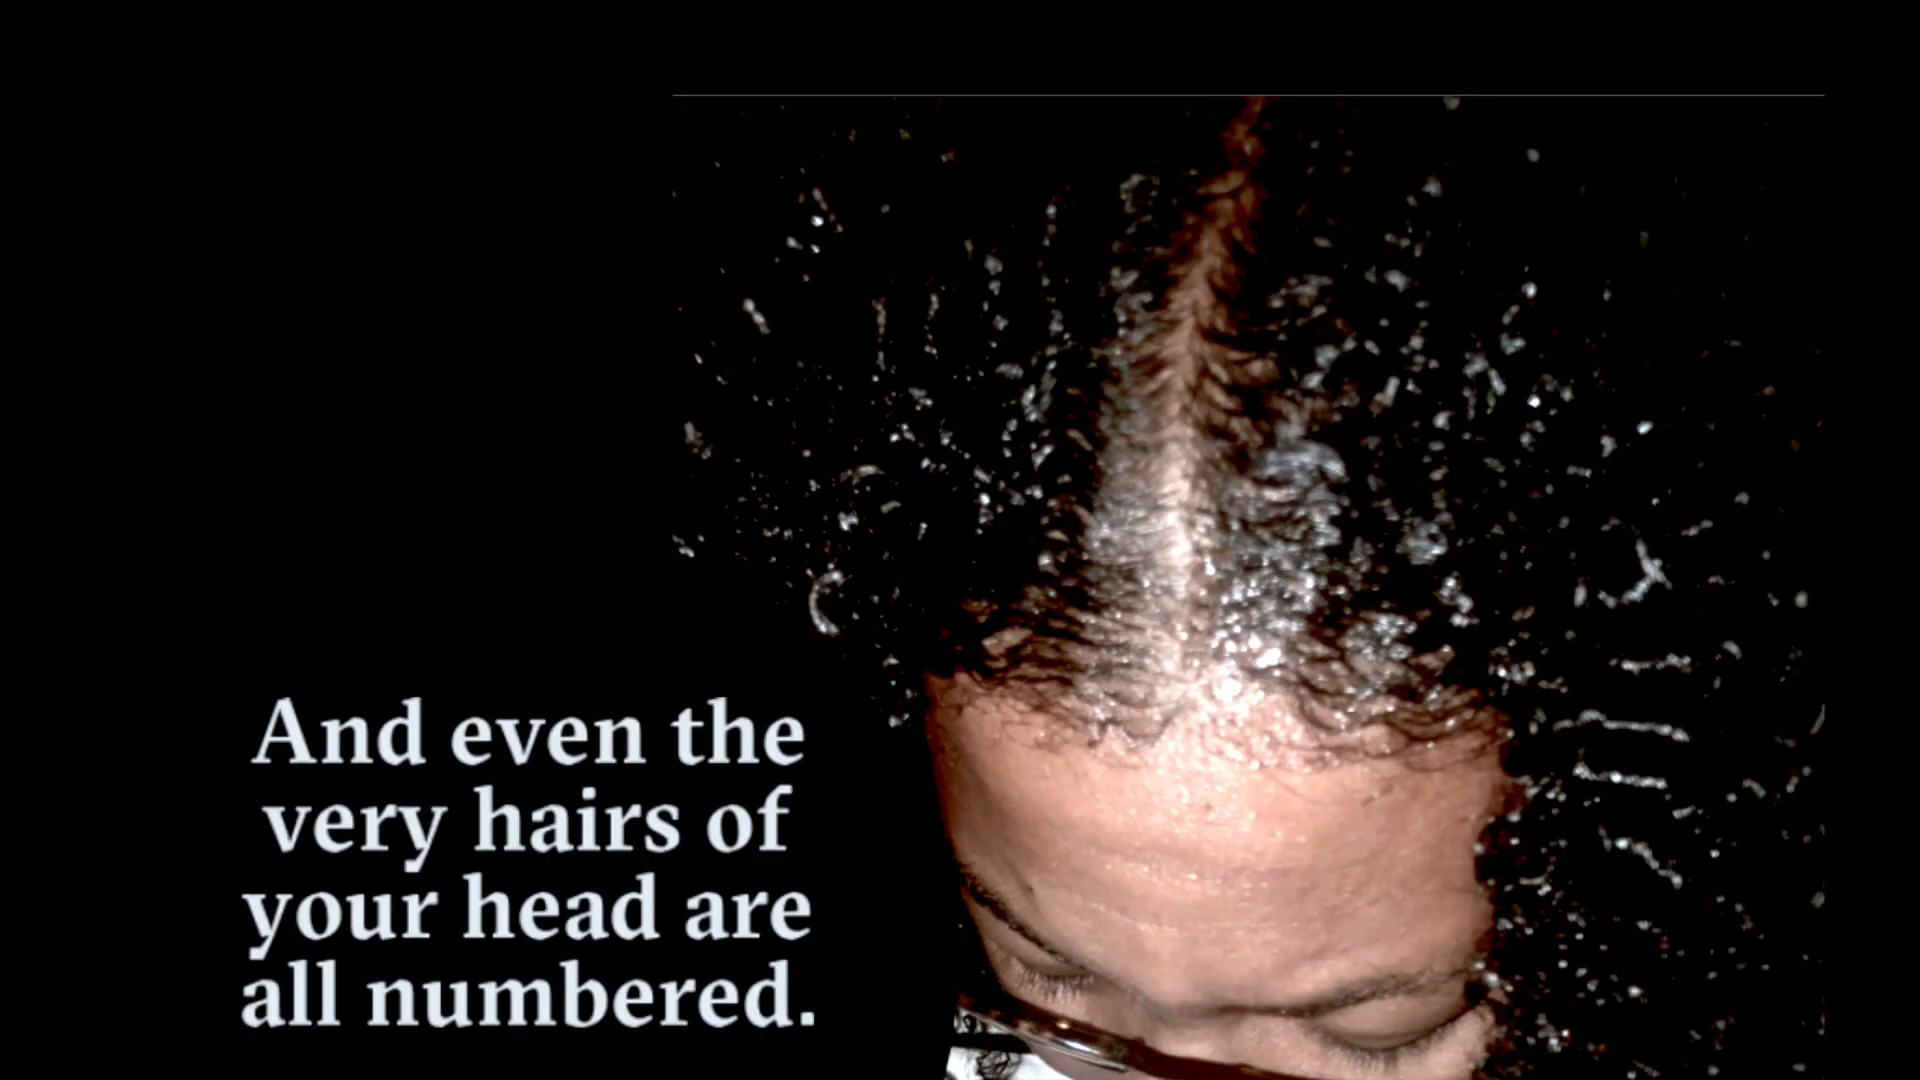 And even the
very hairs of
your head are
all numbered.